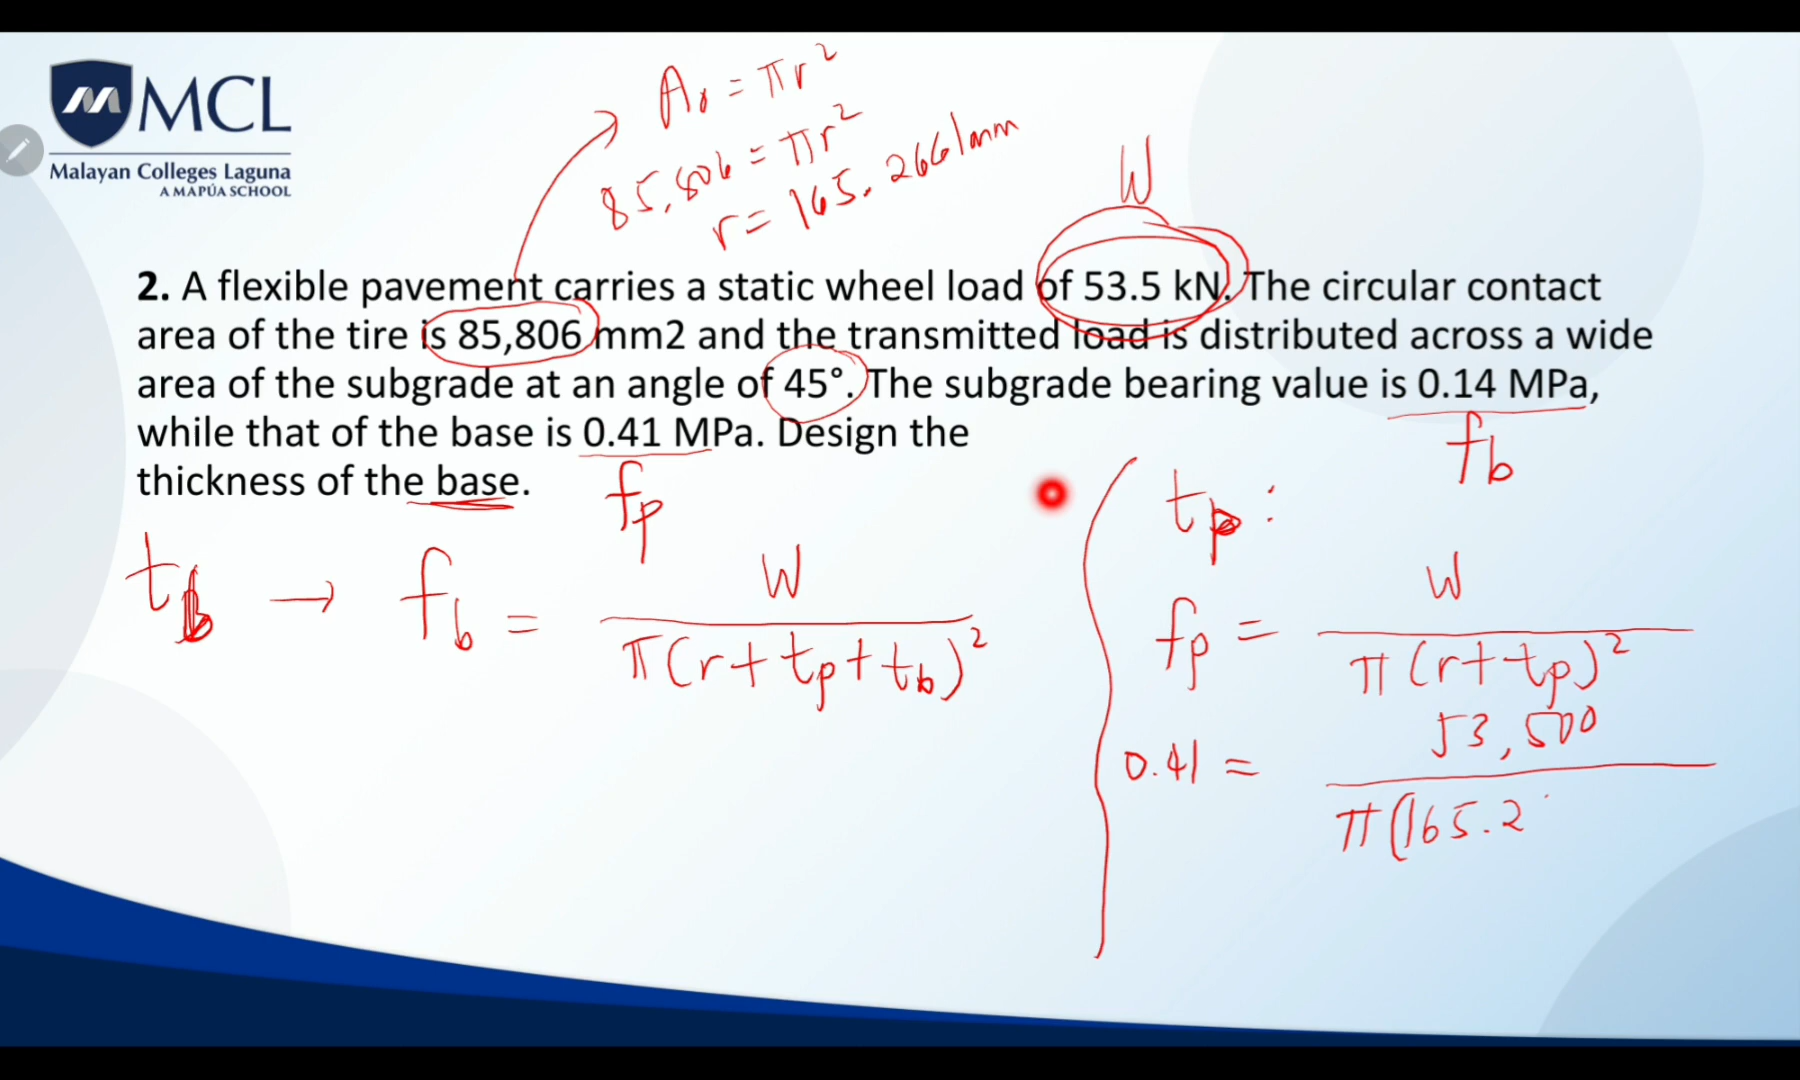 MCL
Malayan Colleges Laguna
A MAPÚA SCHOOL
A₀ = πr²
85,806 = πr²
r = 165.2661mm
W
2. A flexible pavement carries a static wheel load of 53.5 kN. The circular contact
area of the tire is 85,806 mm2 and the transmitted load is distributed across a wide
area of the subgrade at an angle of 45°. The subgrade bearing value is 0.14 MPa,
while that of the base is 0.41 MPa. Design the
thickness of the base.
fp
fb
tb → fb = W / π(r + tp + tb)²
tp:
fp = W / π(r + tp)²
0.41 = 53,500 / π(165.2